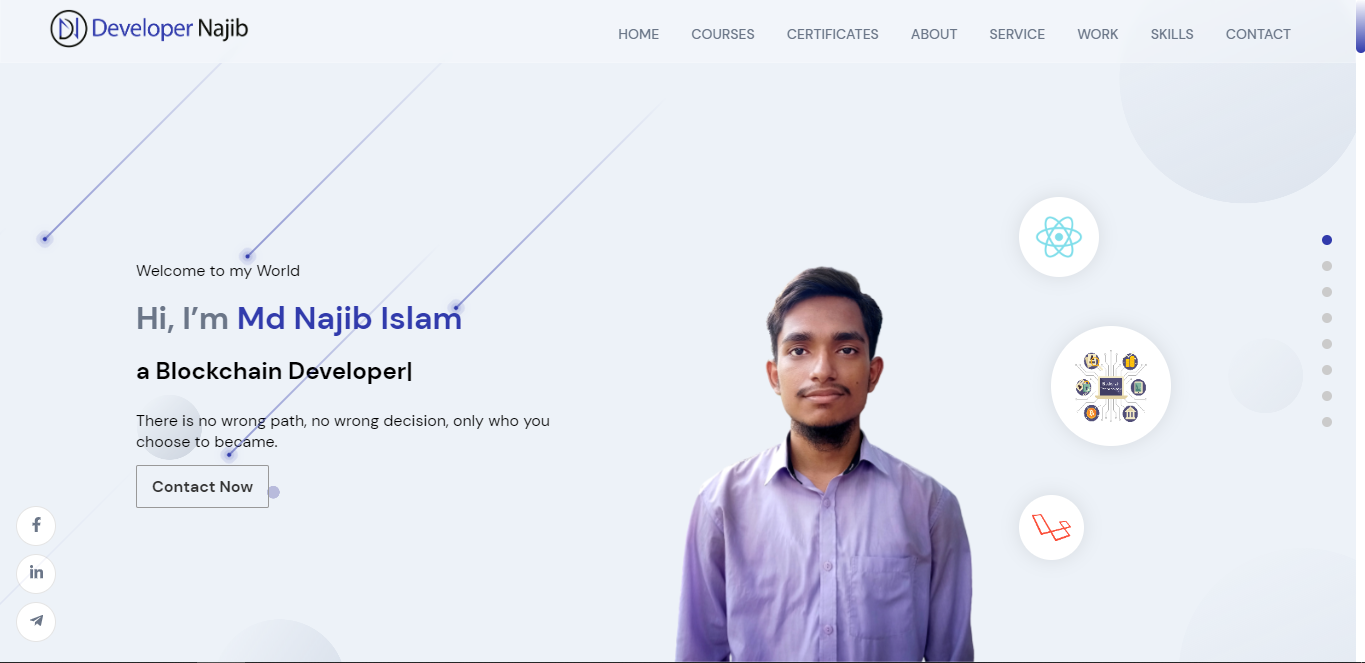 Developer Najib
HOME COURSES CERTIFICATES ABOUT SERVICE WORK SKILLS CONTACT
Welcome to my World
Hi, I’m Md Najib Islam
a Blockchain Developer|
There is no wrong path, no wrong decision, only who you
choose to became.
Contact Now